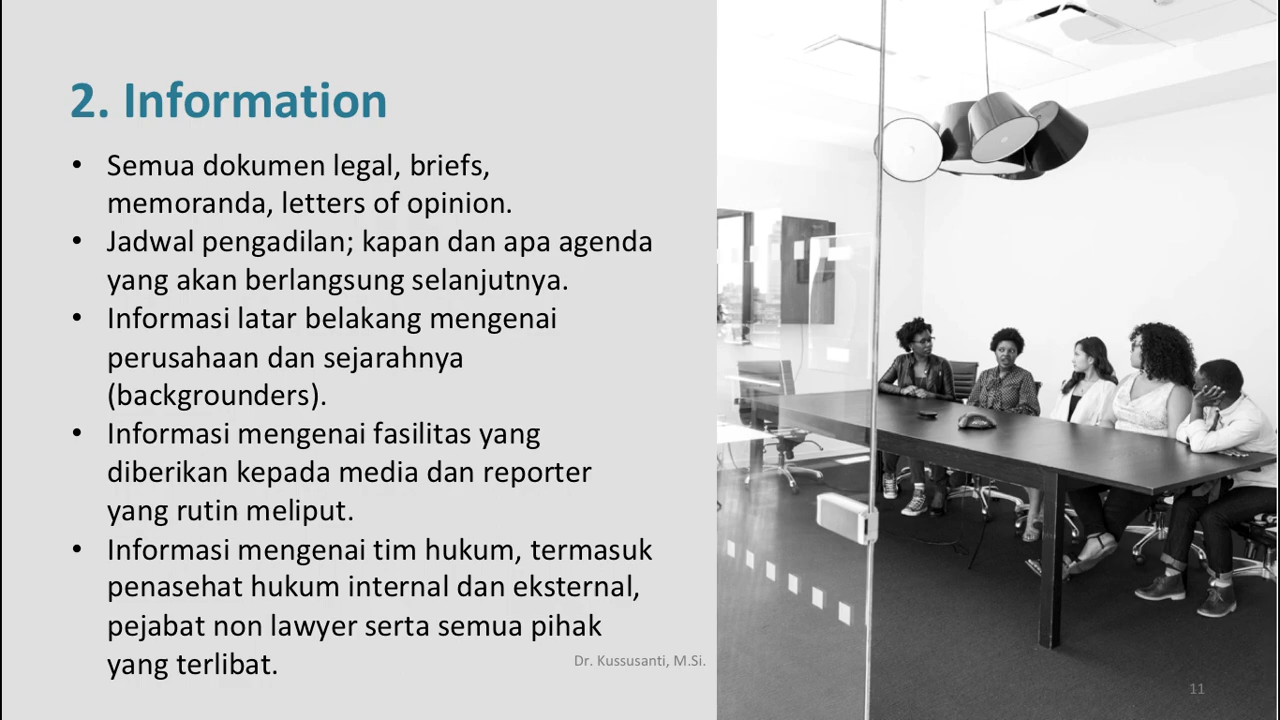 2. Information
• Semua dokumen legal, briefs,
memoranda, letters of opinion.
• Jadwal pengadilan; kapan dan apa agenda
yang akan berlangsung selanjutnya.
• Informasi latar belakang mengenai
perusahaan dan sejarahnya
(backgrounders).
• Informasi mengenai fasilitas yang
diberikan kepada media dan reporter
yang rutin meliput.
• Informasi mengenai tim hukum, termasuk
penasehat hukum internal dan eksternal,
pejabat non lawyer serta semua pihak
yang terlibat.
Dr. Kussusanti, M.Si.
11